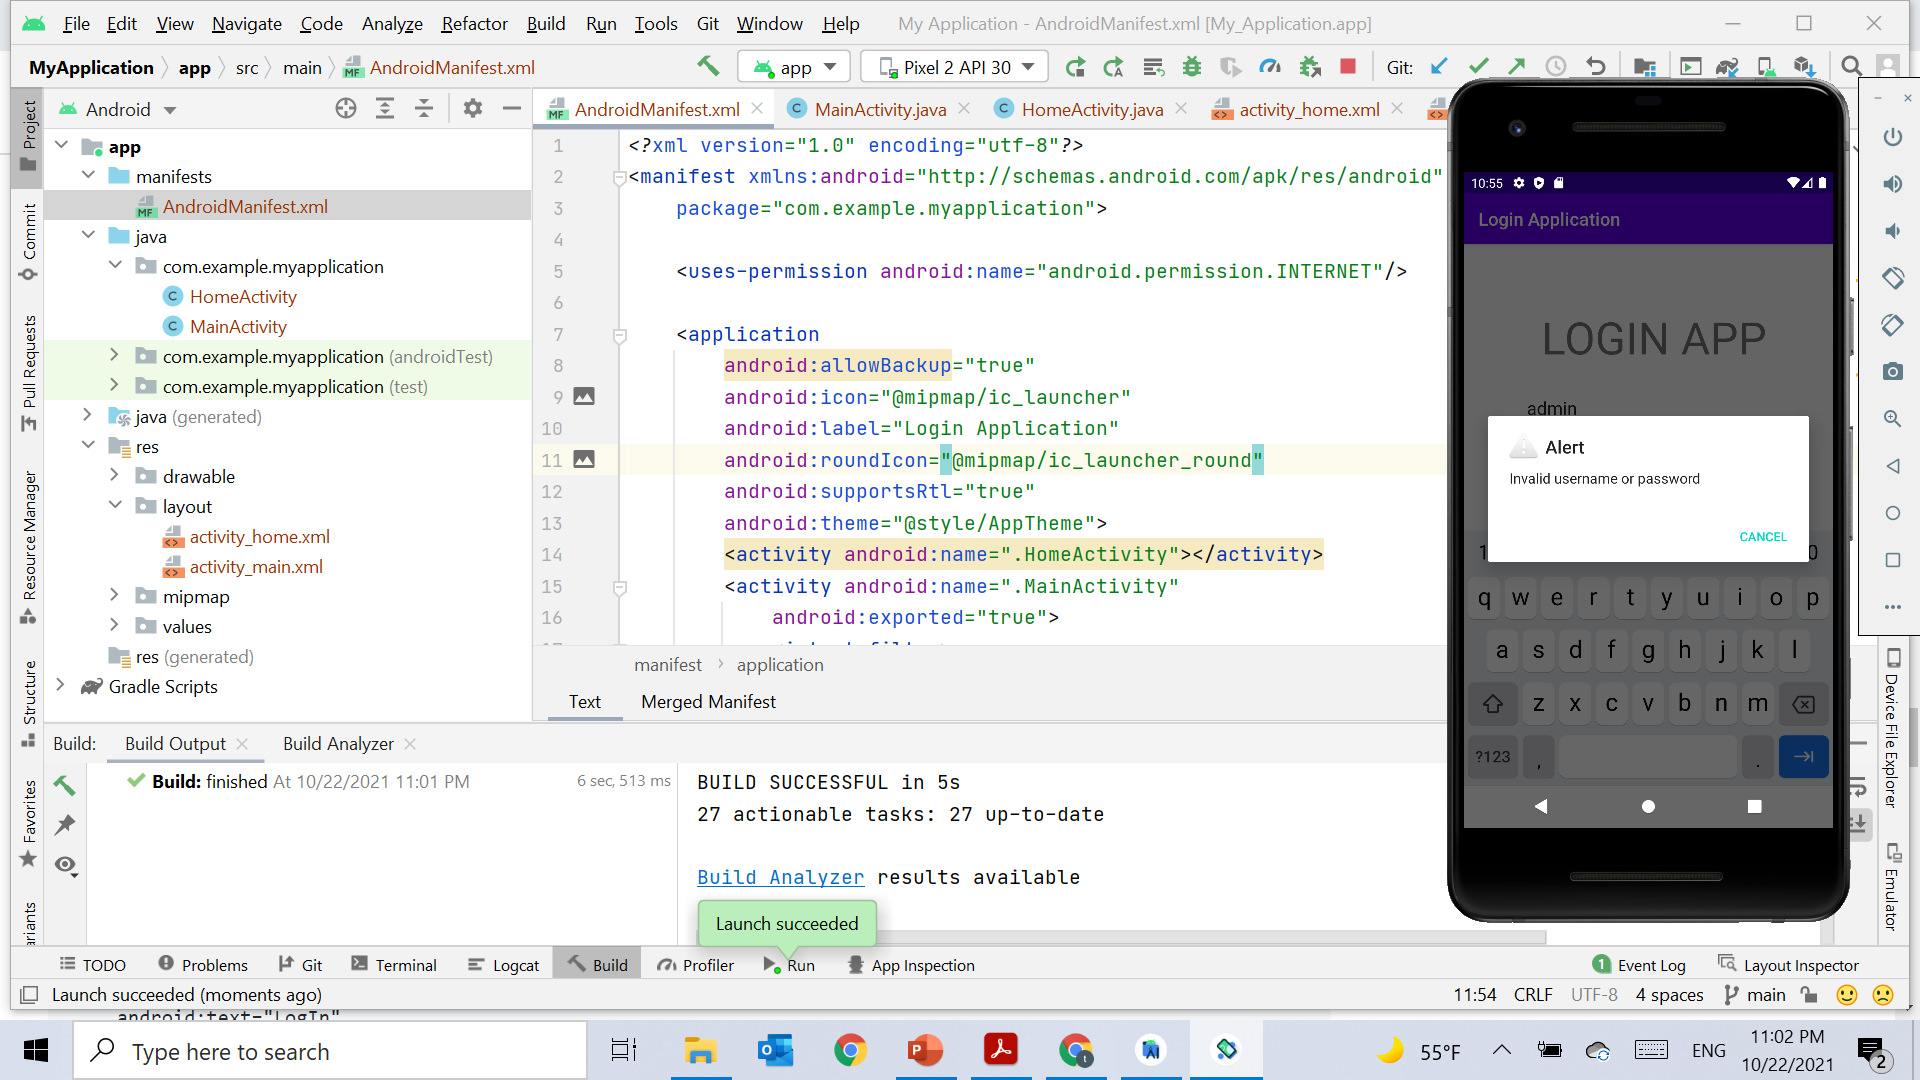 File Edit View Navigate Code Analyze Refactor Build Run Tools Git Window Help My Application - AndroidManifest.xml [My_Application.app]
MyApplication app src main AndroidManifest.xml app Pixel 2 API 30 Git:
Project
Commit
Pull Requests
Resource Manager
Structure
Favorites
Android
app
manifests
AndroidManifest.xml
java
com.example.myapplication
HomeActivity
MainActivity
com.example.myapplication (androidTest)
com.example.myapplication (test)
java (generated)
res
drawable
layout
activity_home.xml
activity_main.xml
mipmap
values
res (generated)
Gradle Scripts
AndroidManifest.xml MainActivity.java HomeActivity.java activity_home.xml
1 <?xml version="1.0" encoding="utf-8"?>
2 <manifest xmlns:android="http://schemas.android.com/apk/res/android"
3 package="com.example.myapplication">
4
5 <uses-permission android:name="android.permission.INTERNET"/>
6
7 <application
8 android:allowBackup="true"
9 android:icon="@mipmap/ic_launcher"
10 android:label="Login Application"
11 android:roundIcon="@mipmap/ic_launcher_round"
12 android:supportsRtl="true"
13 android:theme="@style/AppTheme">
14 <activity android:name=".HomeActivity"></activity>
15 <activity android:name=".MainActivity"
16 android:exported="true">
manifest application
Text Merged Manifest
10:55
Login Application
LOGIN APP
admin
Alert
Invalid username or password
CANCEL
1 0
q w e r t y u i o p
a s d f g h j k l
z x c v b n m
?123 , .
Device File Explorer
Emulator
Build: Build Output Build Analyzer
Build: finished At 10/22/2021 11:01 PM 6 sec, 513 ms
BUILD SUCCESSFUL in 5s
27 actionable tasks: 27 up-to-date
Build Analyzer results available
Launch succeeded
TODO Problems Git Terminal Logcat Build Profiler Run App Inspection Event Log Layout Inspector
Launch succeeded (moments ago) 11:54 CRLF UTF-8 4 spaces main
android:text="LogIn"
Type here to search 55°F ENG 11:02 PM
10/22/2021 2